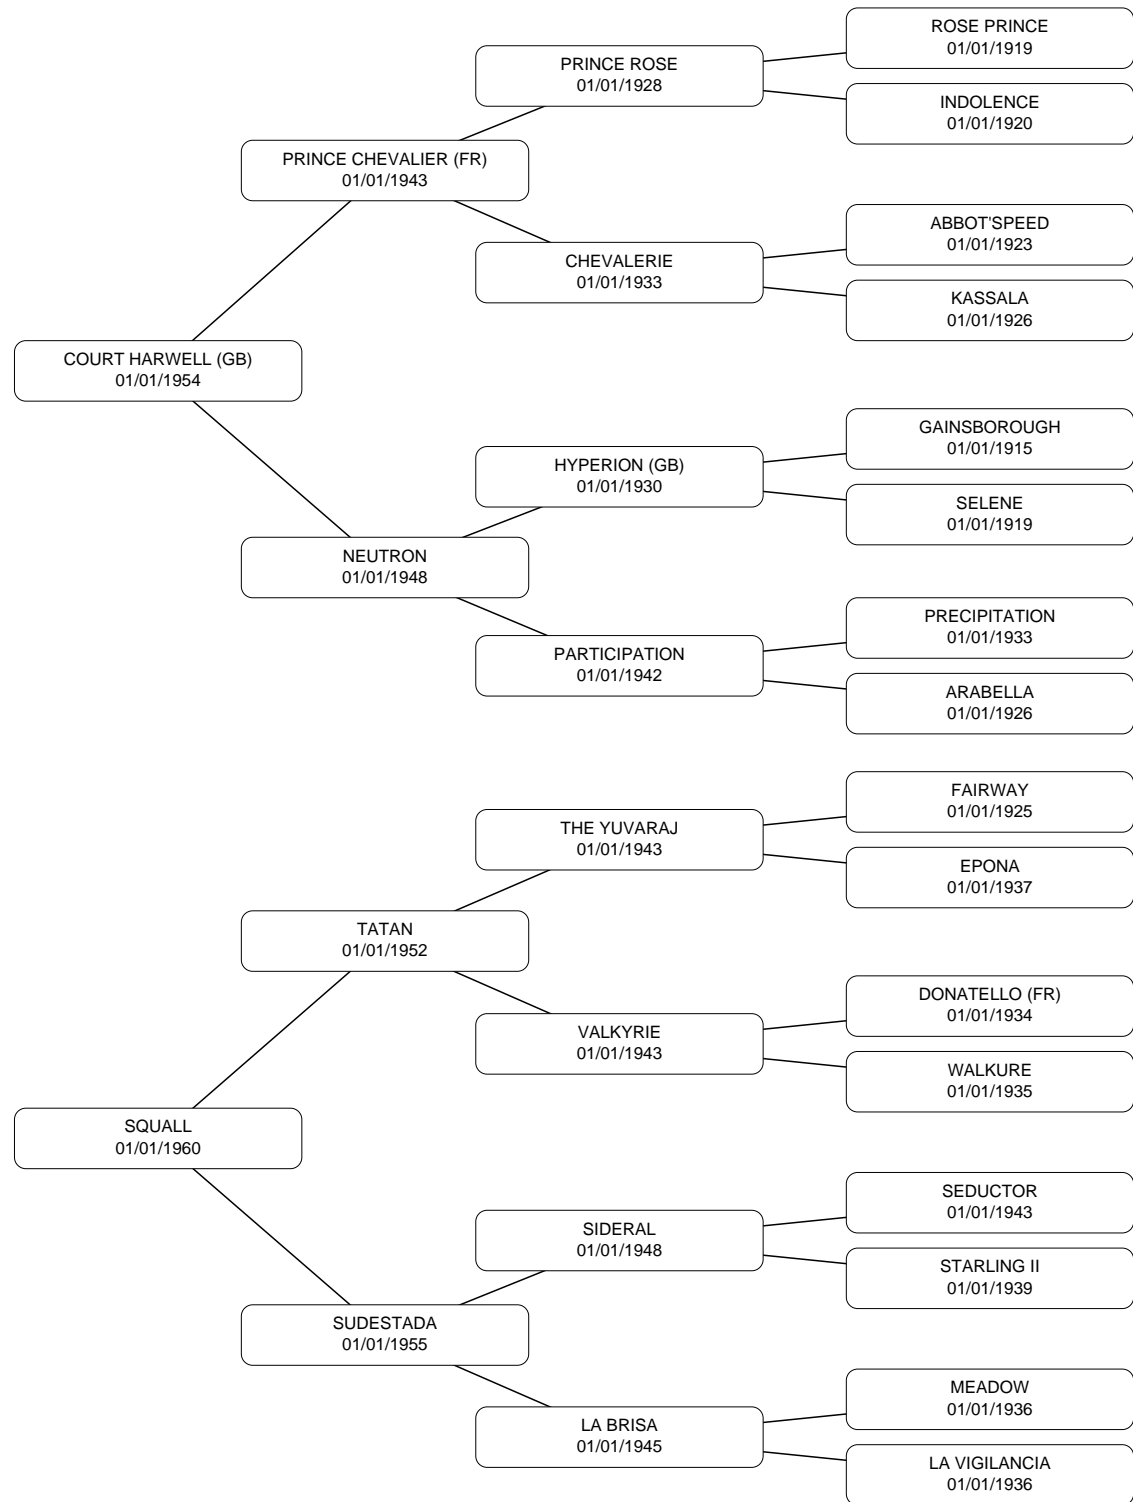 ROSE PRINCE
01/01/1919
PRINCE ROSE
01/01/1928
INDOLENCE
01/01/1920
PRINCE CHEVALIER (FR)
01/01/1943
ABBOT'SPEED
01/01/1923
CHEVALERIE
01/01/1933
KASSALA
01/01/1926
COURT HARWELL (GB)
01/01/1954
GAINSBOROUGH
01/01/1915
HYPERION (GB)
01/01/1930
SELENE
01/01/1919
NEUTRON
01/01/1948
PRECIPITATION
01/01/1933
PARTICIPATION
01/01/1942
ARABELLA
01/01/1926
FAIRWAY
01/01/1925
THE YUVARAJ
01/01/1943
EPONA
01/01/1937
TATAN
01/01/1952
DONATELLO (FR)
01/01/1934
VALKYRIE
01/01/1943
WALKURE
01/01/1935
SQUALL
01/01/1960
SEDUCTOR
01/01/1943
SIDERAL
01/01/1948
STARLING II
01/01/1939
SUDESTADA
01/01/1955
MEADOW
01/01/1936
LA BRISA
01/01/1945
LA VIGILANCIA
01/01/1936